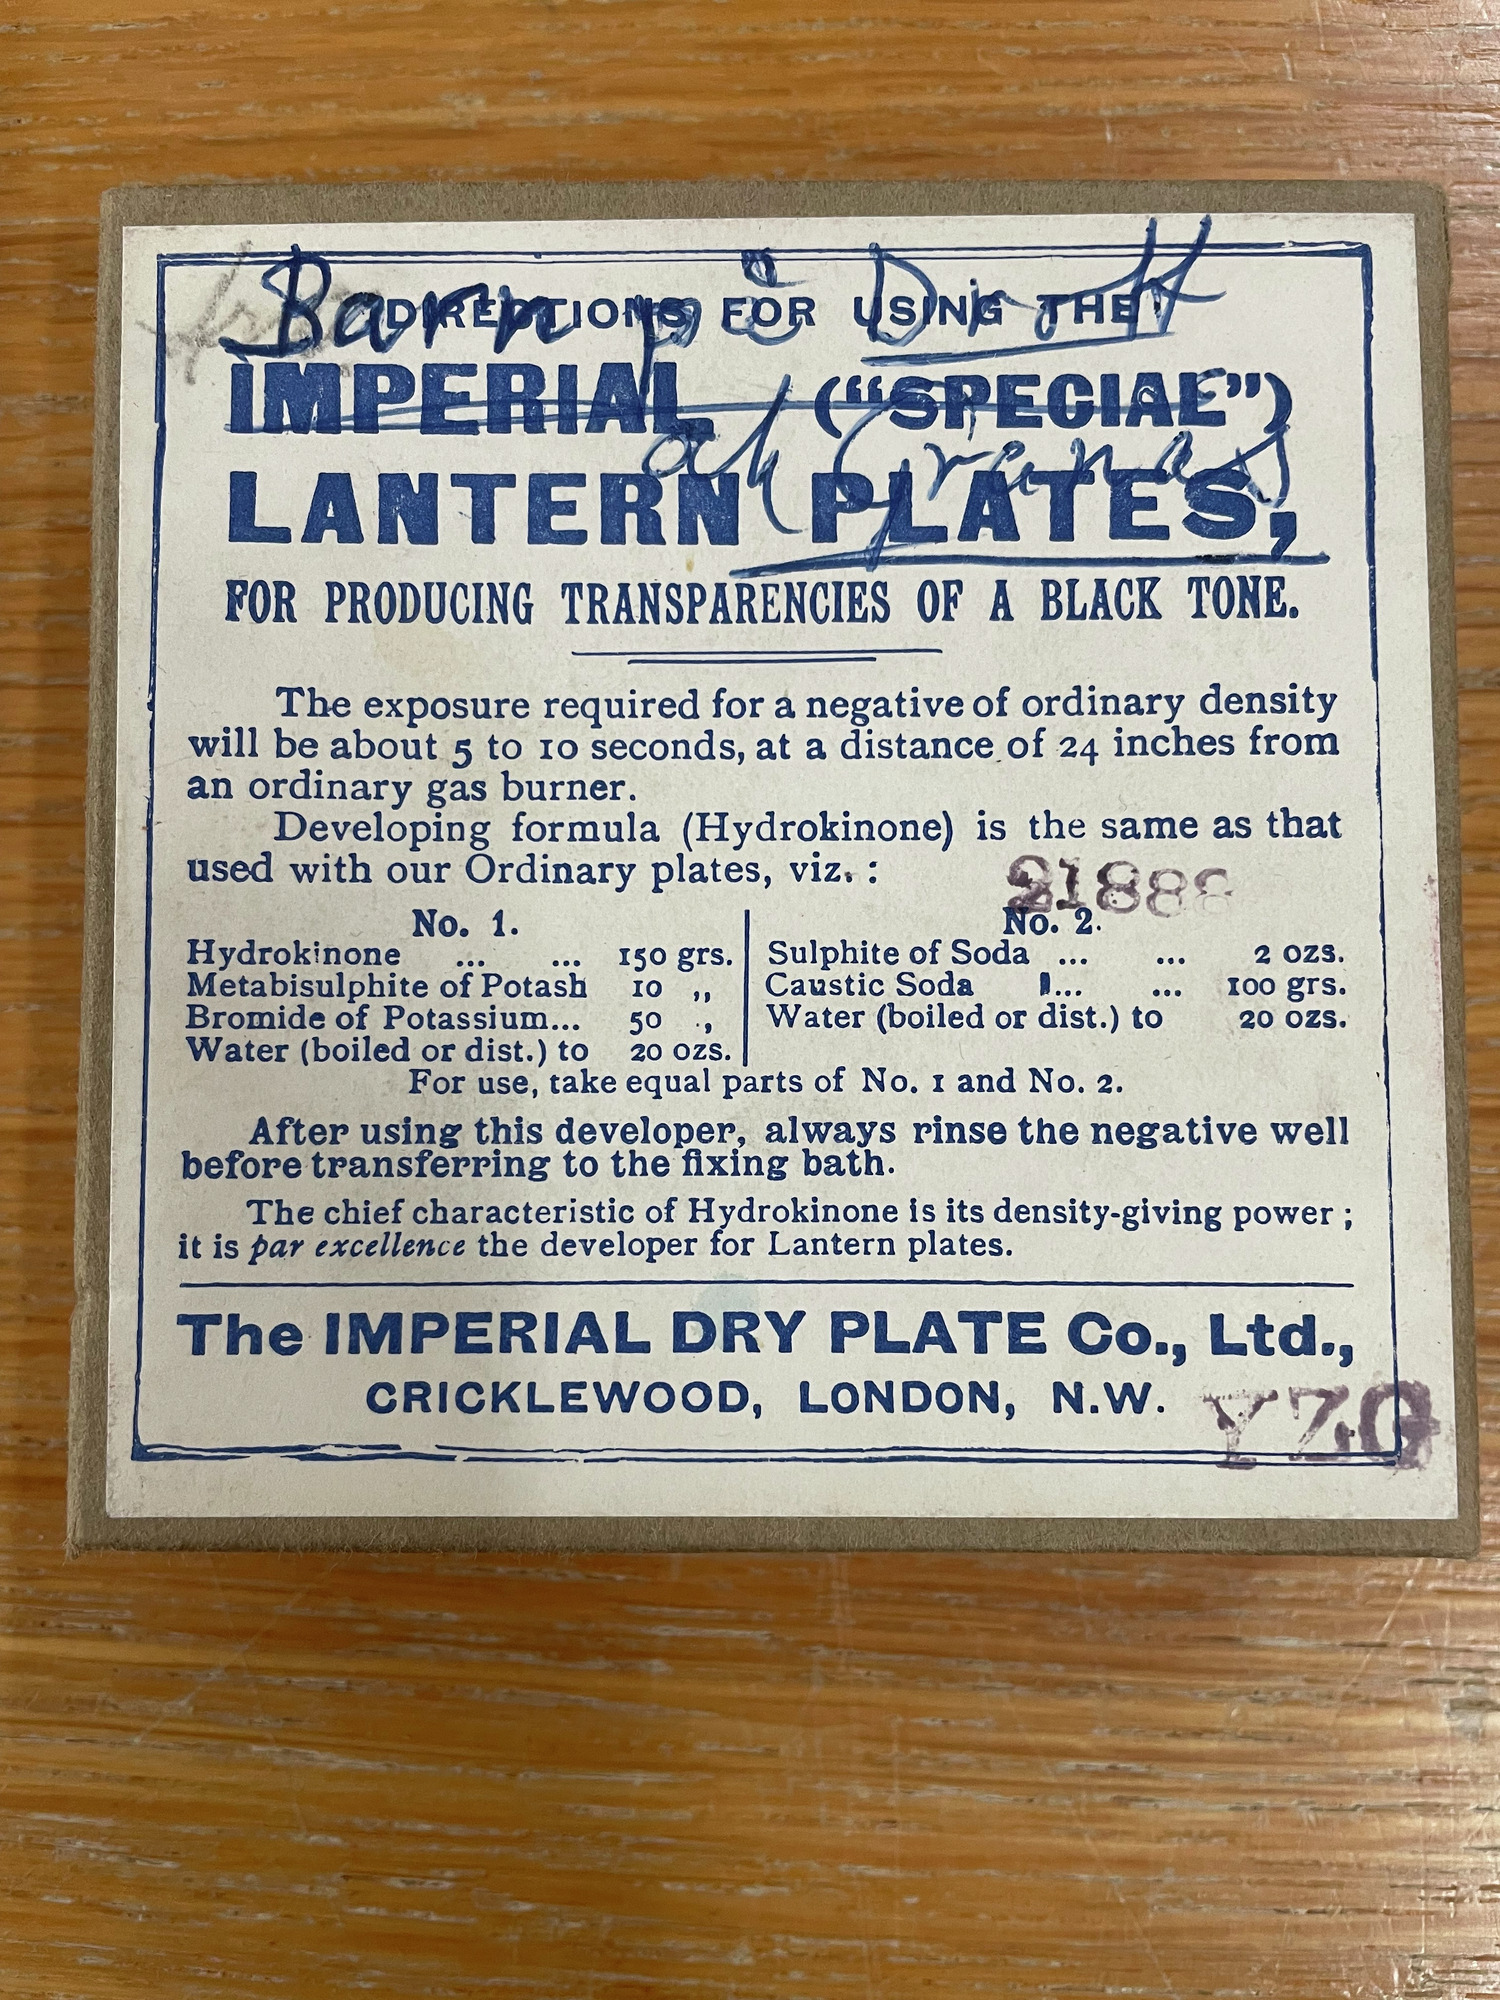 DIRECTIONS FOR USING THE
IMPERIAL ("SPECIAL")
LANTERN PLATES,
FOR PRODUCING TRANSPARENCIES OF A BLACK TONE.
The exposure required for a negative of ordinary density
will be about 5 to 10 seconds, at a distance of 24 inches from
an ordinary gas burner.
Developing formula (Hydrokinone) is the same as that
used with our Ordinary plates, viz. :
No. 1.
Hydrokinone ... ... 150 grs.
Metabisulphite of Potash 10 „
Bromide of Potassium... 50 „
Water (boiled or dist.) to 20 ozs.
21888
No. 2.
Sulphite of Soda ... ... 2 ozs.
Caustic Soda ... ... 100 grs.
Water (boiled or dist.) to 20 ozs.
For use, take equal parts of No. 1 and No. 2.
After using this developer, always rinse the negative well
before transferring to the fixing bath.
The chief characteristic of Hydrokinone is its density-giving power ;
it is par excellence the developer for Lantern plates.
The IMPERIAL DRY PLATE Co., Ltd.,
CRICKLEWOOD, LONDON, N.W.